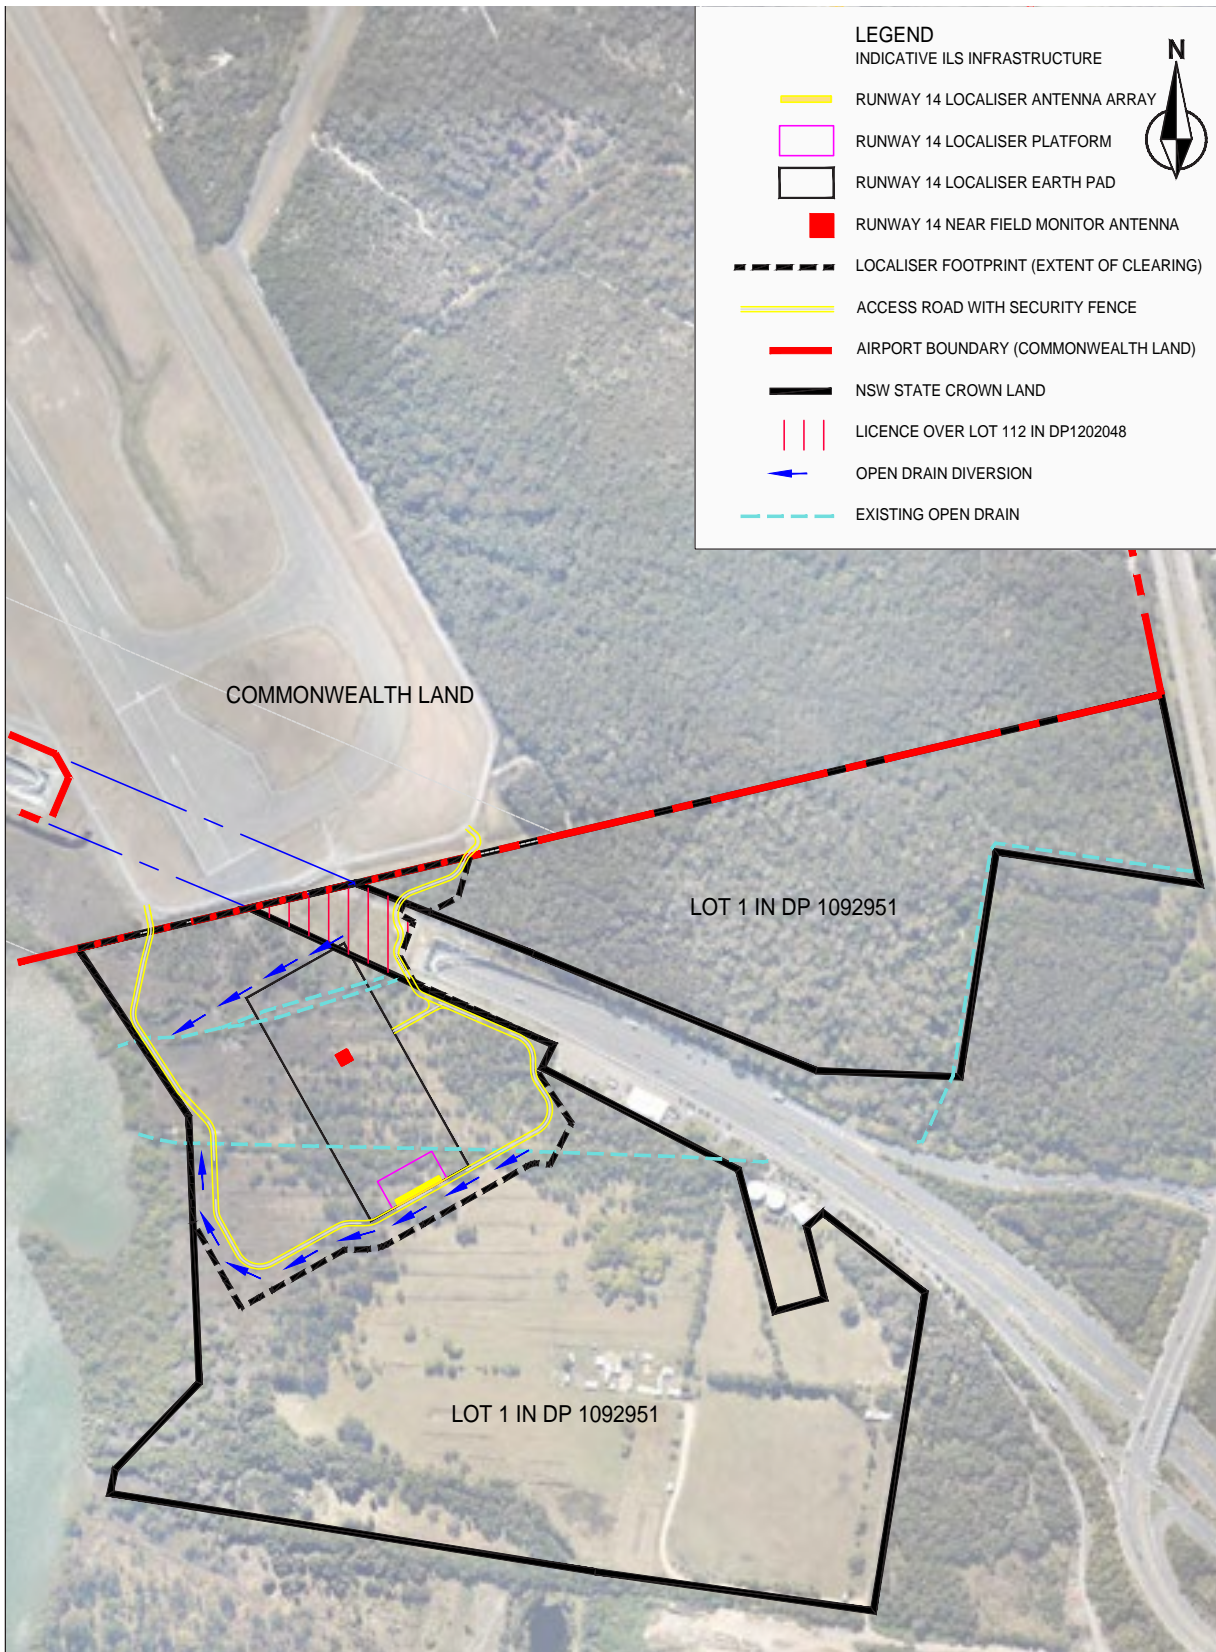 LEGEND
INDICATIVE ILS INFRASTRUCTURE
N
RUNWAY 14 LOCALISER ANTENNA ARRAY
RUNWAY 14 LOCALISER PLATFORM
RUNWAY 14 LOCALISER EARTH PAD
RUNWAY 14 NEAR FIELD MONITOR ANTENNA
LOCALISER FOOTPRINT (EXTENT OF CLEARING)
ACCESS ROAD WITH SECURITY FENCE
AIRPORT BOUNDARY (COMMONWEALTH LAND)
NSW STATE CROWN LAND
LICENCE OVER LOT 112 IN DP1202048
OPEN DRAIN DIVERSION
EXISTING OPEN DRAIN
COMMONWEALTH LAND
LOT 1 IN DP 1092951
LOT 1 IN DP 1092951